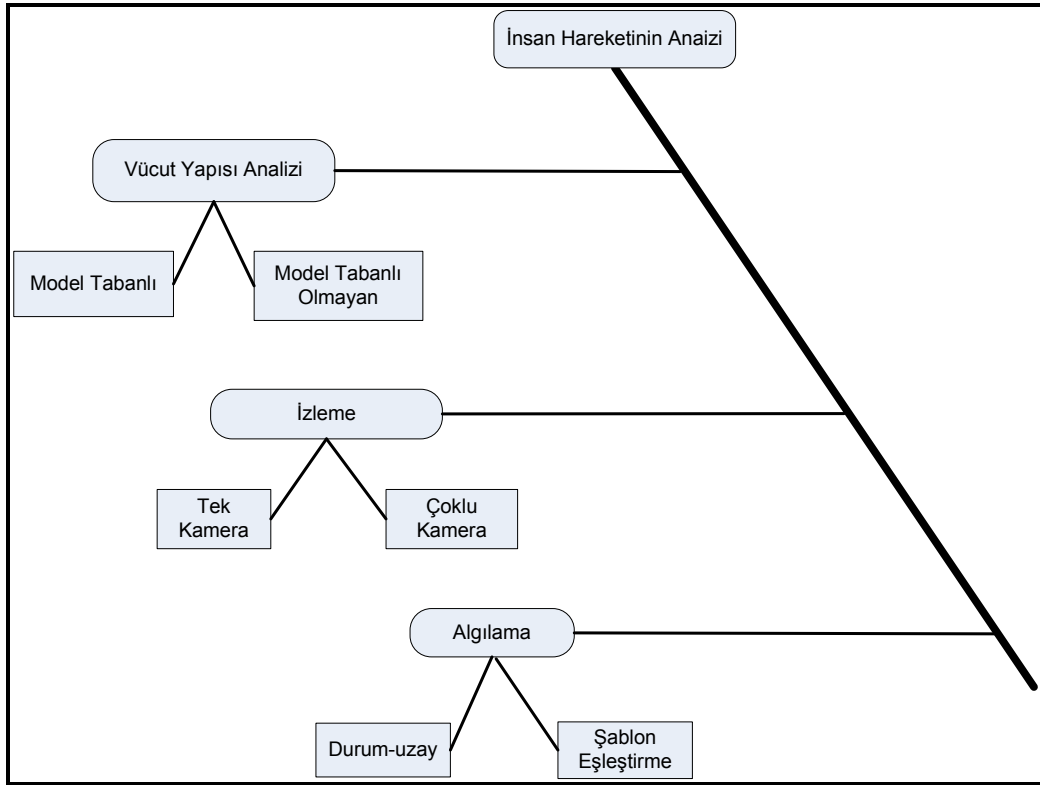 İnsan Hareketinin Anaizi
Vücut Yapısı Analizi
Model Tabanlı
Model Tabanlı
Olmayan
İzleme
Tek
Kamera
Çoklu
Kamera
Algılama
Durum-uzay
Şablon
Eşleştirme